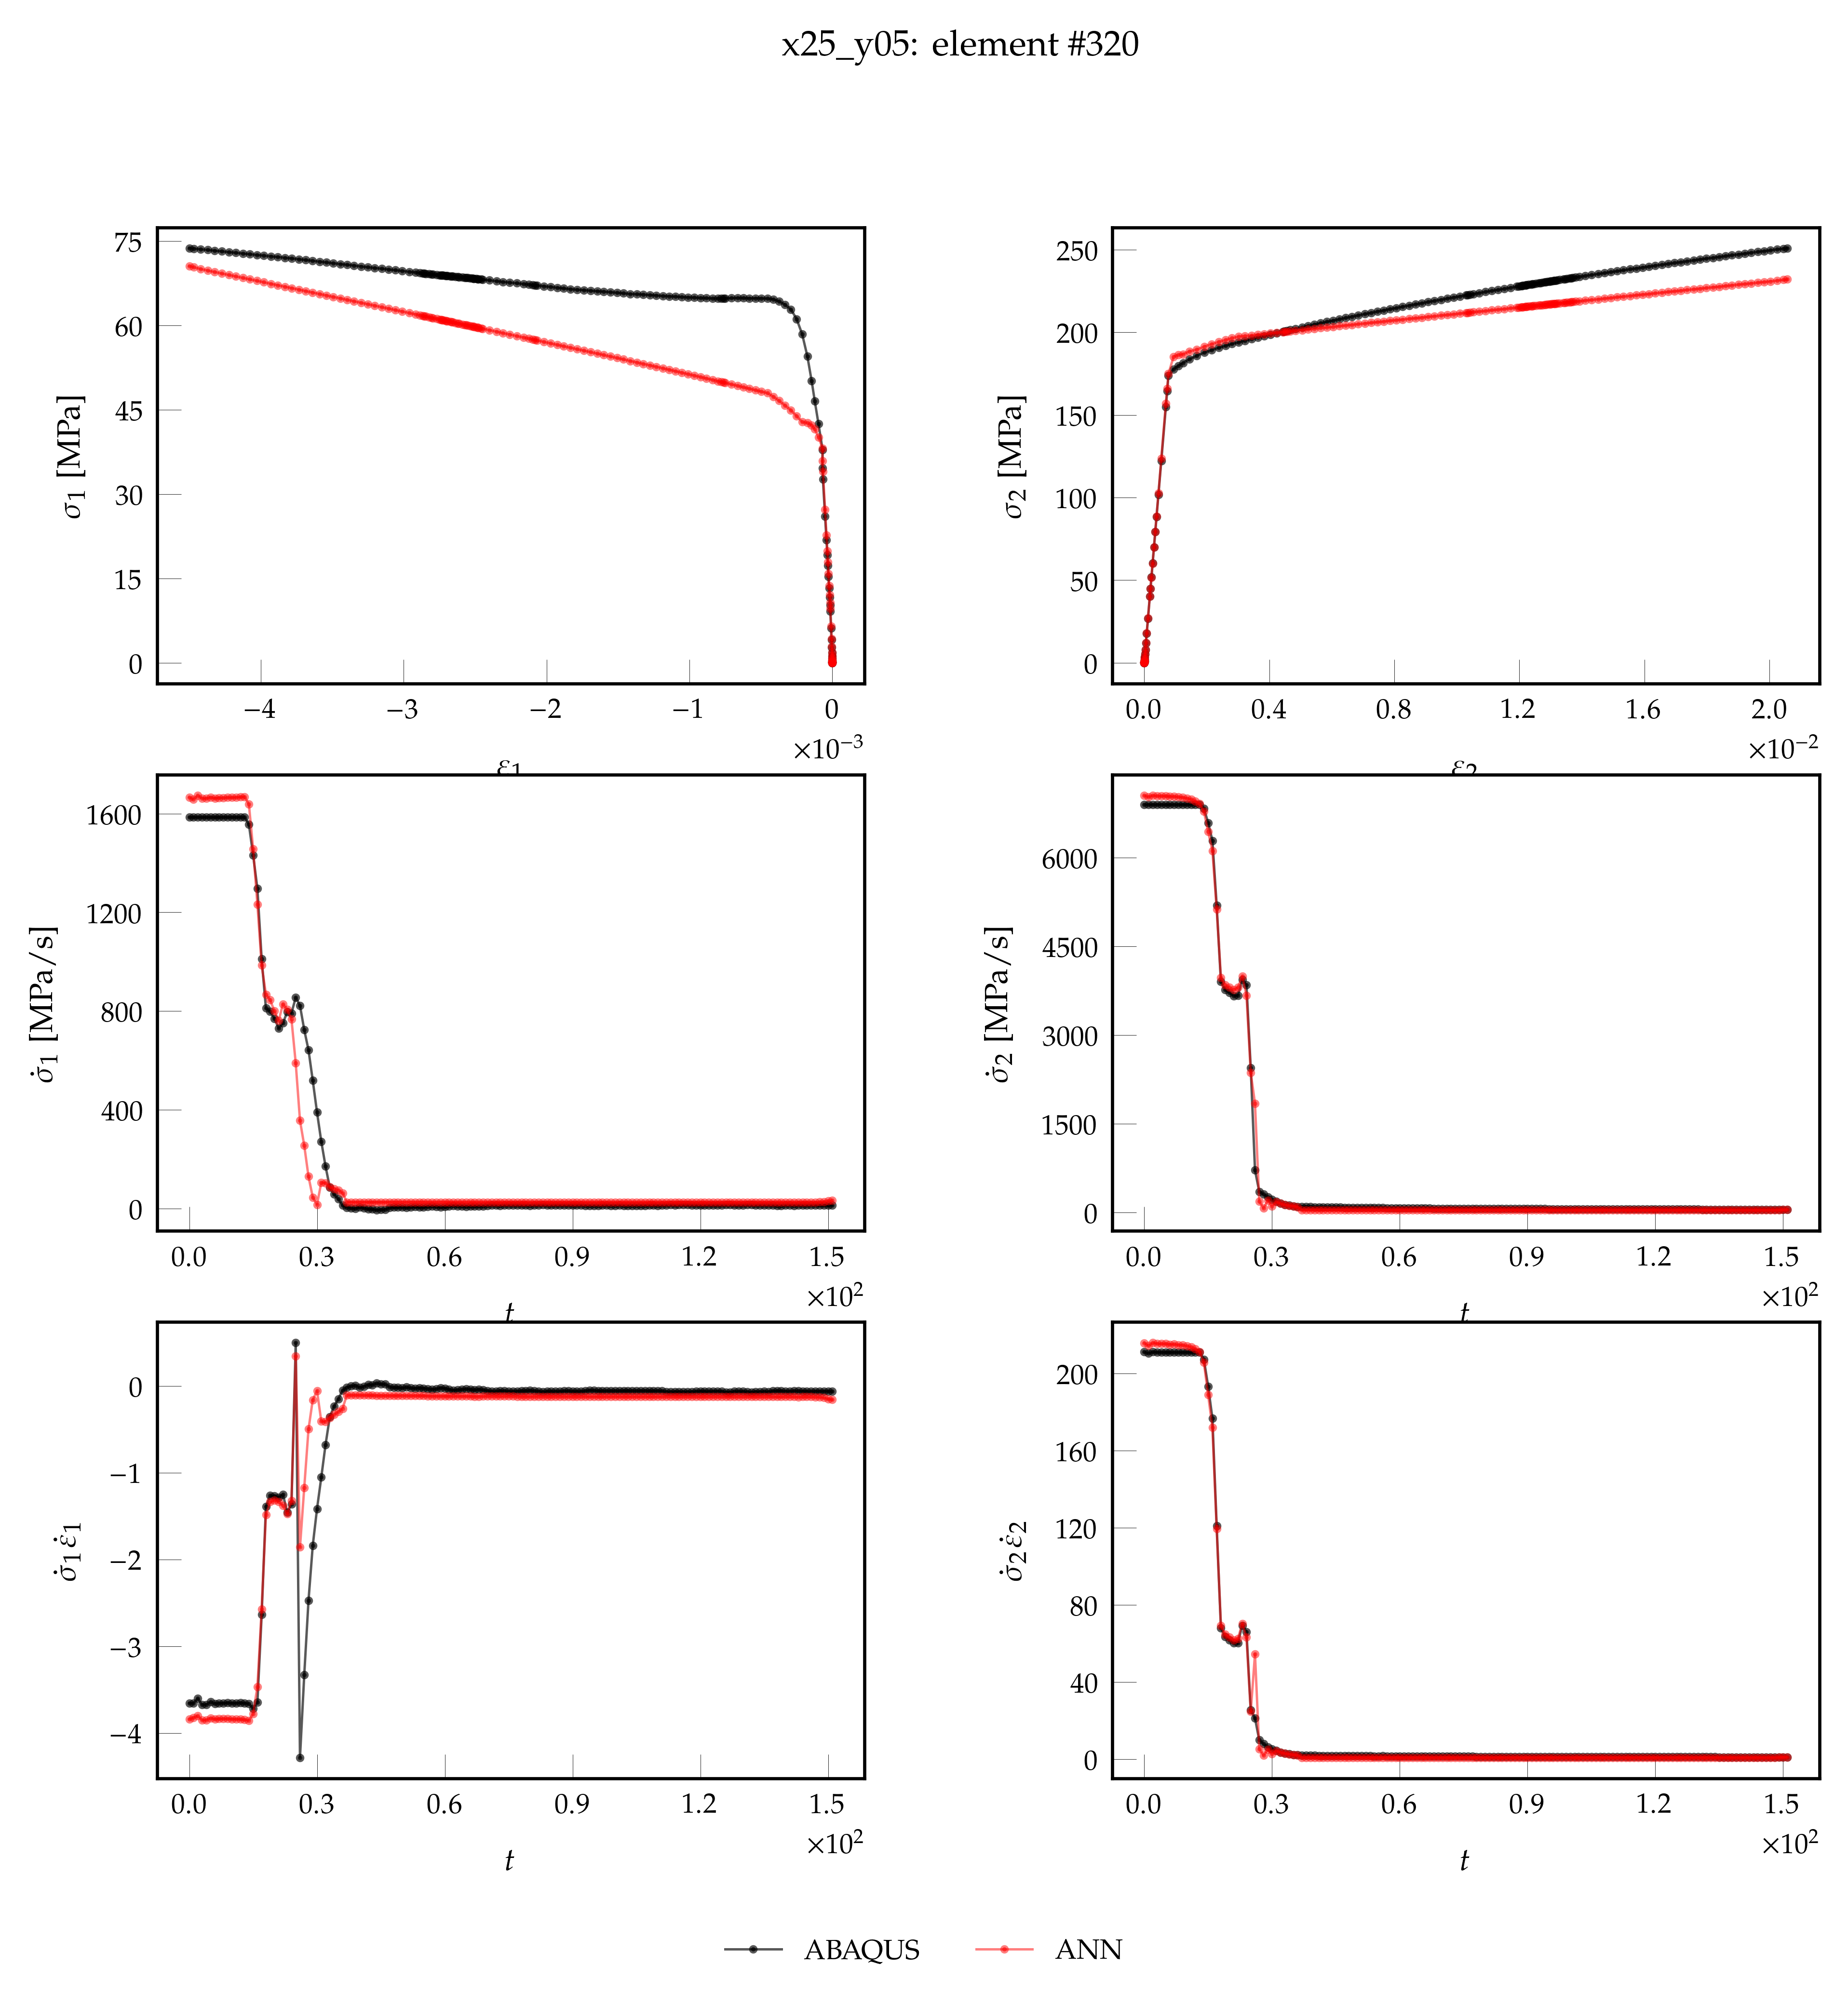 x25_y05: element #320
75
60
45
30
15
0
σ1 [MPa]
−4 −3 −2 −1 0
×10−3
ε1
250
200
150
100
50
0
σ2 [MPa]
0.0 0.4 0.8 1.2 1.6 2.0
×10−2
ε2
1600
1200
800
400
0
σ̇1 [MPa/s]
0.0 0.3 0.6 0.9 1.2 1.5
×10²
t
6000
4500
3000
1500
0
σ̇2 [MPa/s]
0.0 0.3 0.6 0.9 1.2 1.5
×10²
t
0
−1
−2
−3
−4
σ̇1ε̇1
0.0 0.3 0.6 0.9 1.2 1.5
×10²
t
200
160
120
80
40
0
σ̇2ε̇2
0.0 0.3 0.6 0.9 1.2 1.5
×10²
t
ABAQUS ANN